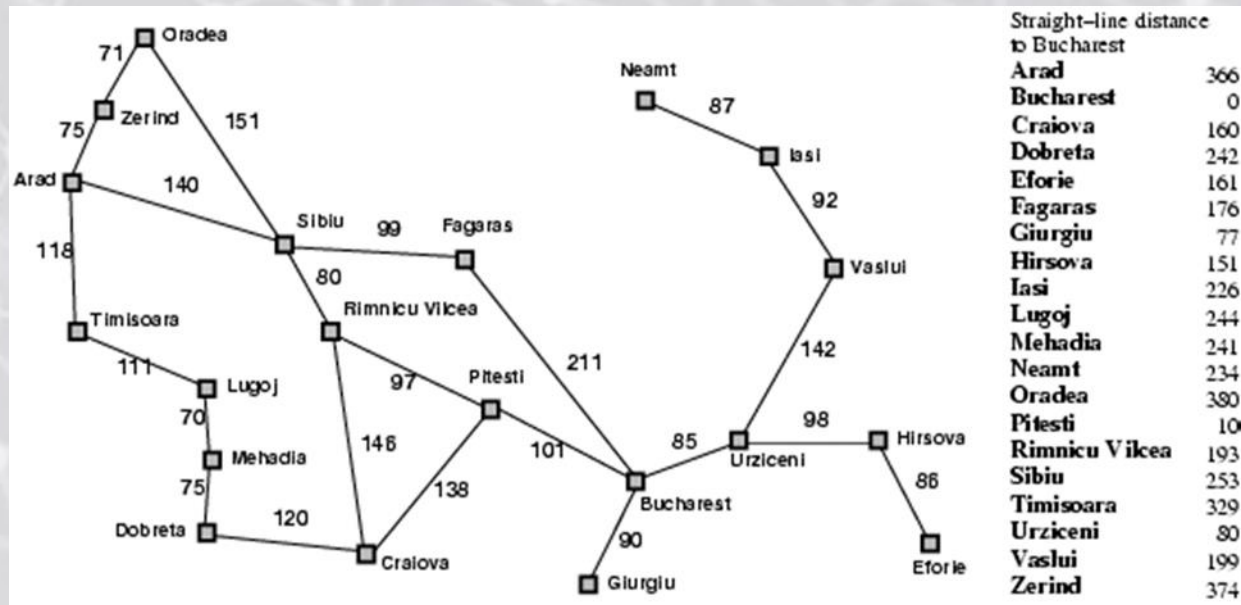 Oradea
71
Neamt
87
Zerind
151
75
Iasi
Arad
140
92
Sibiu
Fagaras
99
118
Vaslui
80
Timisoara
Rimnicu Vilcea
142
111
211
Pitesti
Lugoj
97
70
98
Hirsova
146
101
85
Urziceni
Mehadia
138
86
75
Bucharest
120
90
Dobreta
Craiova
Eforie
Giurgiu
Straight–line distance
to Bucharest
Arad 366
Bucharest 0
Craiova 160
Dobreta 242
Eforie 161
Fagaras 176
Giurgiu 77
Hirsova 151
Iasi 226
Lugoj 244
Mehadia 241
Neamt 234
Oradea 380
Pitesti 10
Rimnicu Vilcea 193
Sibiu 253
Timisoara 329
Urziceni 80
Vaslui 199
Zerind 374